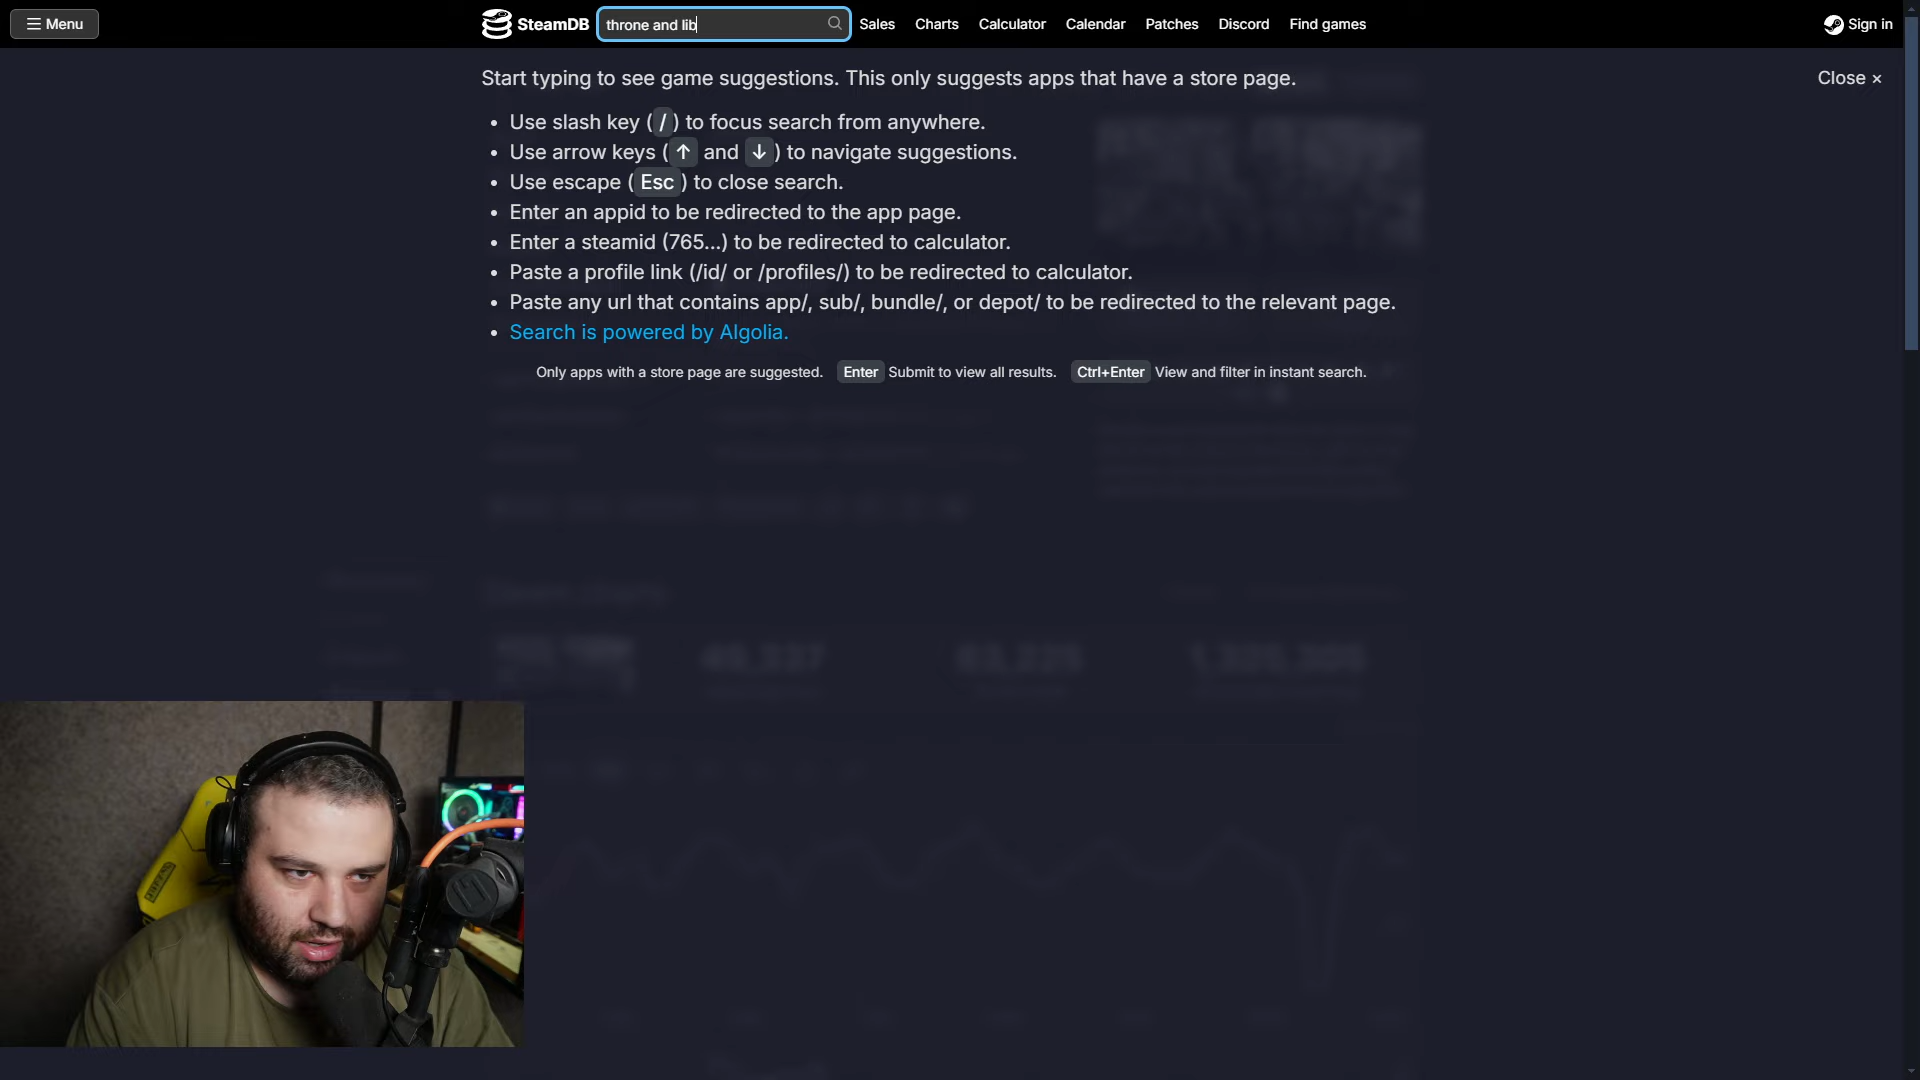 Menu
SteamDB
throne and lib
Sales
Charts
Calculator
Calendar
Patches
Discord
Find games
Sign in
Start typing to see game suggestions. This only suggests apps that have a store page.
Close ×
• Use slash key ( / ) to focus search from anywhere.
• Use arrow keys ( ↑ and ↓ ) to navigate suggestions.
• Use escape ( Esc ) to close search.
• Enter an appid to be redirected to the app page.
• Enter a steamid (765...) to be redirected to calculator.
• Paste a profile link (/id/ or /profiles/) to be redirected to calculator.
• Paste any url that contains app/, sub/, bundle/, or depot/ to be redirected to the relevant page.
• Search is powered by Algolia.
Only apps with a store page are suggested. Enter Submit to view all results. Ctrl+Enter View and filter in instant search.